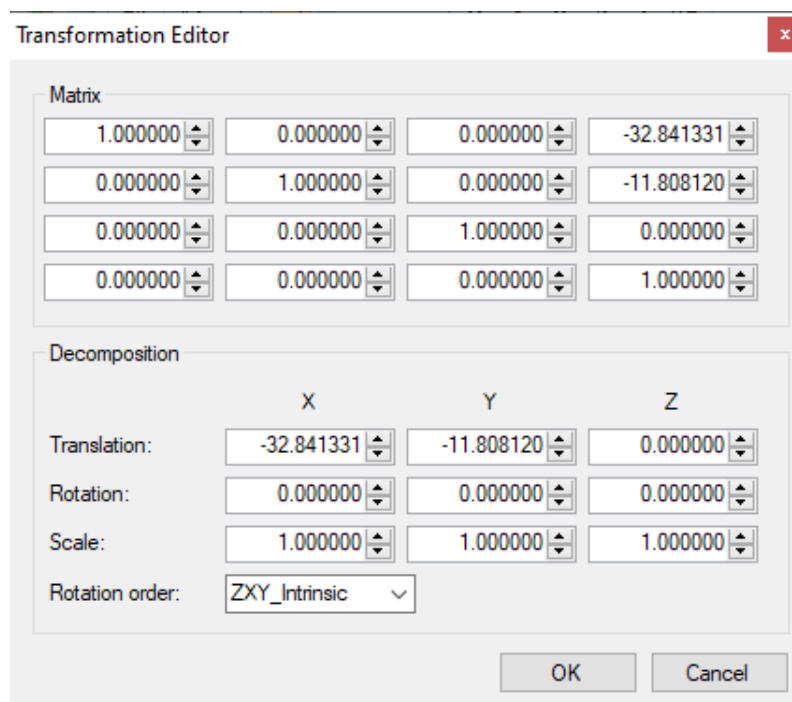 Transformation Editor x
Matrix
1.000000 0.000000 0.000000 -32.841331
0.000000 1.000000 0.000000 -11.808120
0.000000 0.000000 1.000000 0.000000
0.000000 0.000000 0.000000 1.000000
Decomposition
X Y Z
Translation: -32.841331 -11.808120 0.000000
Rotation: 0.000000 0.000000 0.000000
Scale: 1.000000 1.000000 1.000000
Rotation order: ZXY_Intrinsic
OK Cancel